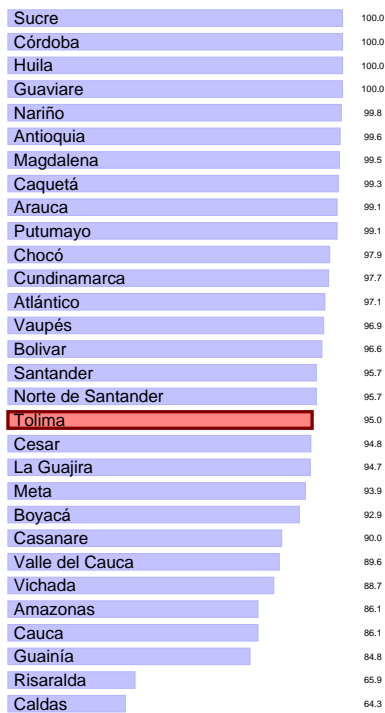 Sucre 100.0
Córdoba 100.0
Huila 100.0
Guaviare 100.0
Nariño 99.8
Antioquia 99.6
Magdalena 99.5
Caquetá 99.3
Arauca 99.1
Putumayo 99.1
Chocó 97.9
Cundinamarca 97.7
Atlántico 97.1
Vaupés 96.9
Bolivar 96.6
Santander 95.7
Norte de Santander 95.7
Tolima 95.0
Cesar 94.8
La Guajira 94.7
Meta 93.9
Boyacá 92.9
Casanare 90.0
Valle del Cauca 89.6
Vichada 88.7
Amazonas 86.1
Cauca 86.1
Guainía 84.8
Risaralda 65.9
Caldas 64.3